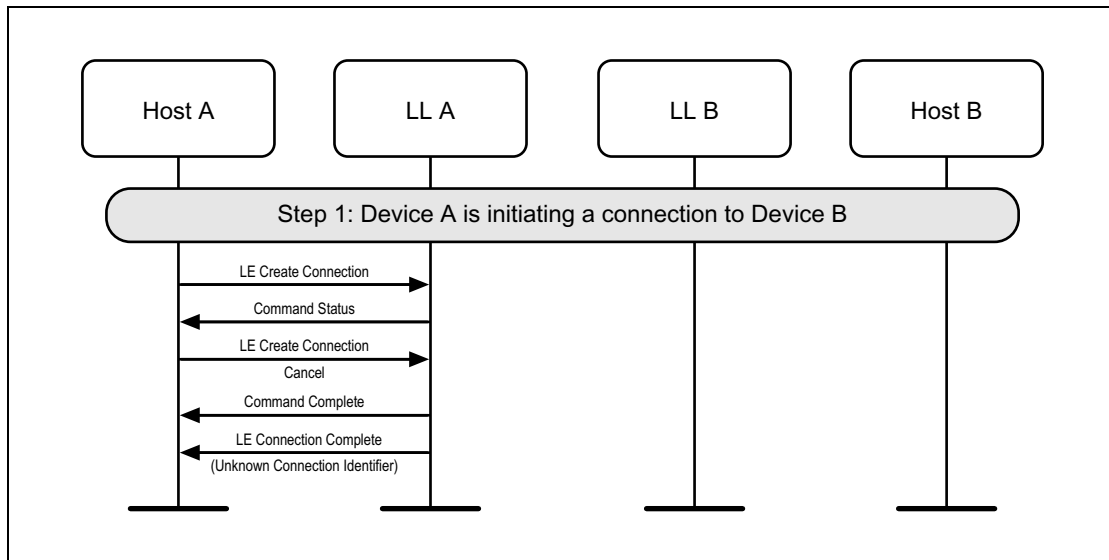 Host A
LL A
LL B
Host B
Step 1: Device A is initiating a connection to Device B
LE Create Connection
Command Status
LE Create Connection
Cancel
Command Complete
LE Connection Complete
(Unknown Connection Identifier)